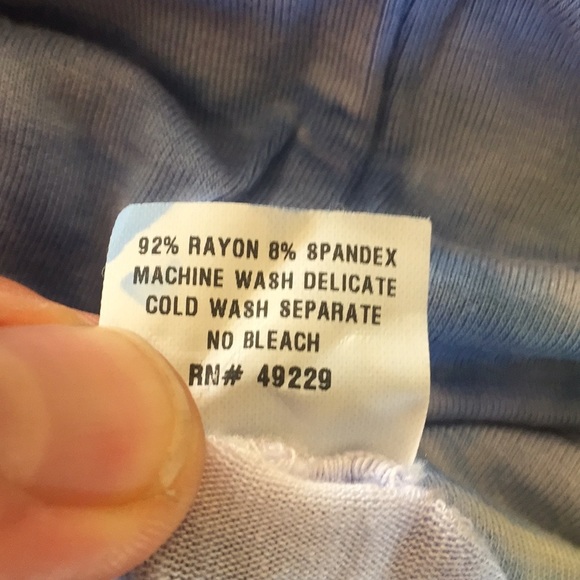 92% RAYON 8% SPANDEX
MACHINE WASH DELICATE
COLD WASH SEPARATE
NO BLEACH
RN# 49229